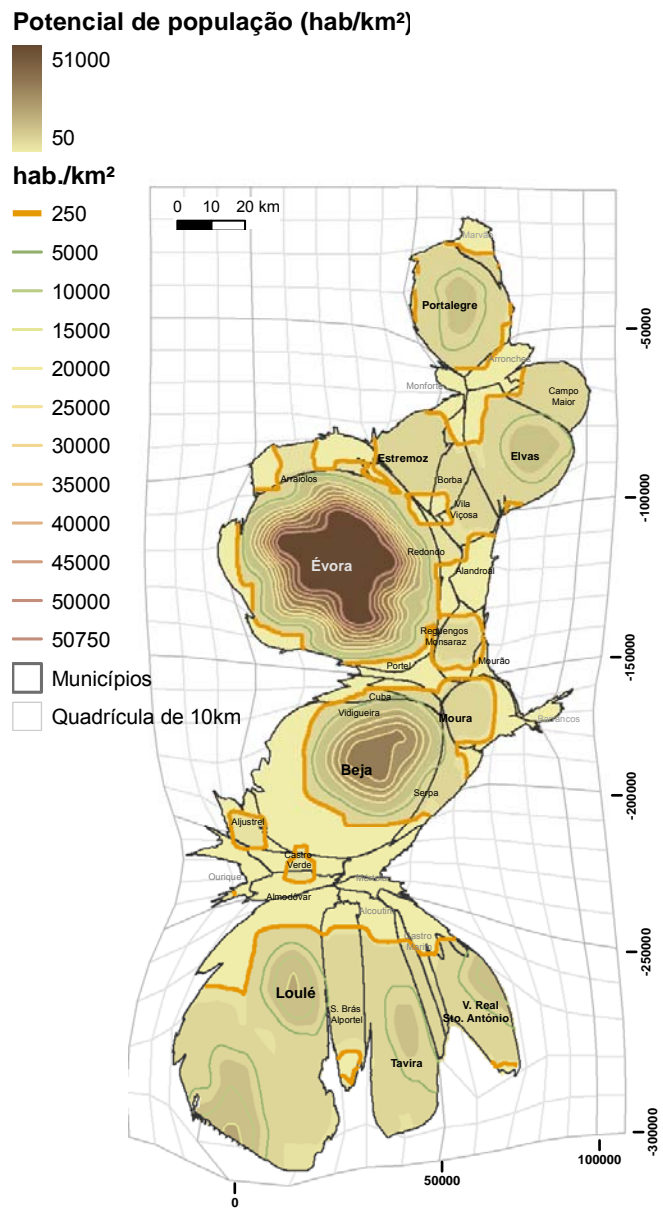 Potencial de população (hab/km²)
51000
50
hab./km²
250
5000
10000
15000
20000
25000
30000
35000
40000
45000
50000
50750
Municípios
Quadrícula de 10km
0 10 20 km
Marvão
Portalegre
-50000
Arronches
Monforte
Campo
Maior
Estremoz
Elvas
Arraiolos
Borba
-100000
Vila
Viçosa
Redondo
Évora
Alandroal
Reguengos
Monsaraz
Mourão
-150000
Portel
Cuba
Vidigueira
Moura
Barrancos
Beja
Serpa
-200000
Aljustrel
Castro
Verde
Ourique
Mértola
Almodôvar
Alcoutim
Castro
Marim
-250000
Loulé
S. Brás
Alportel
V. Real
Sto. António
Tavira
-300000
0
50000
100000